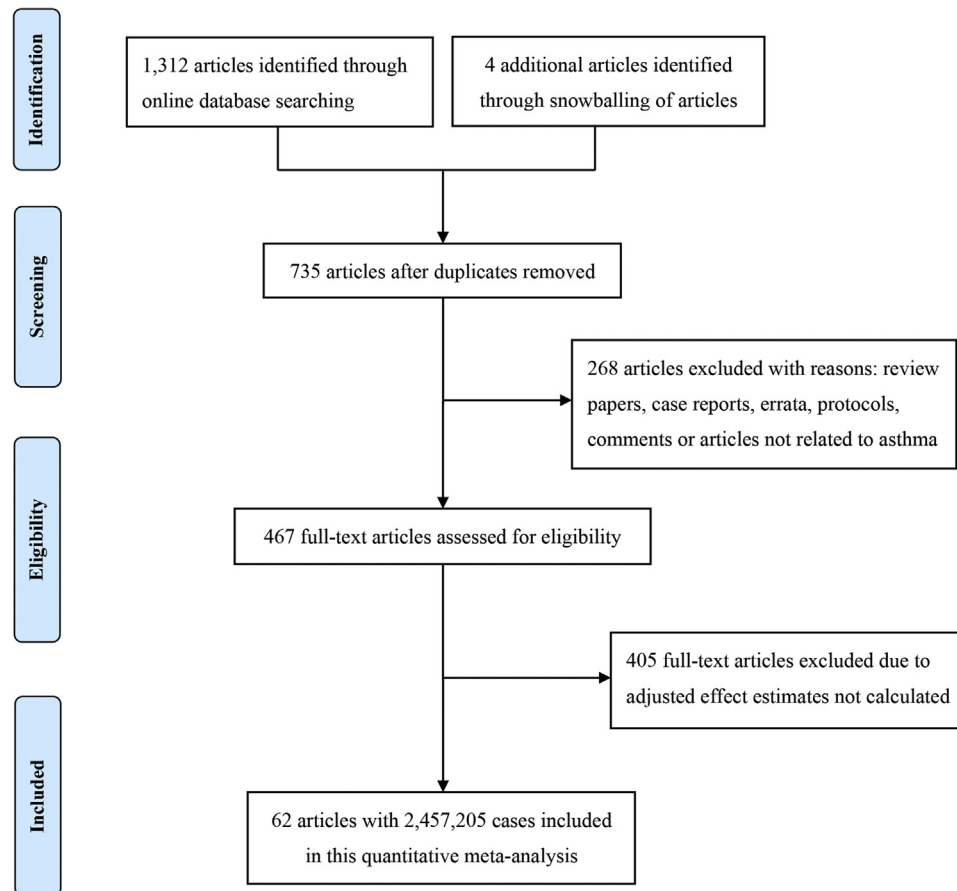 Identification
1,312 articles identified through
online database searching
4 additional articles identified
through snowballing of articles
Screening
735 articles after duplicates removed
268 articles excluded with reasons: review
papers, case reports, errata, protocols,
comments or articles not related to asthma
Eligibility
467 full-text articles assessed for eligibility
405 full-text articles excluded due to
adjusted effect estimates not calculated
Included
62 articles with 2,457,205 cases included
in this quantitative meta-analysis